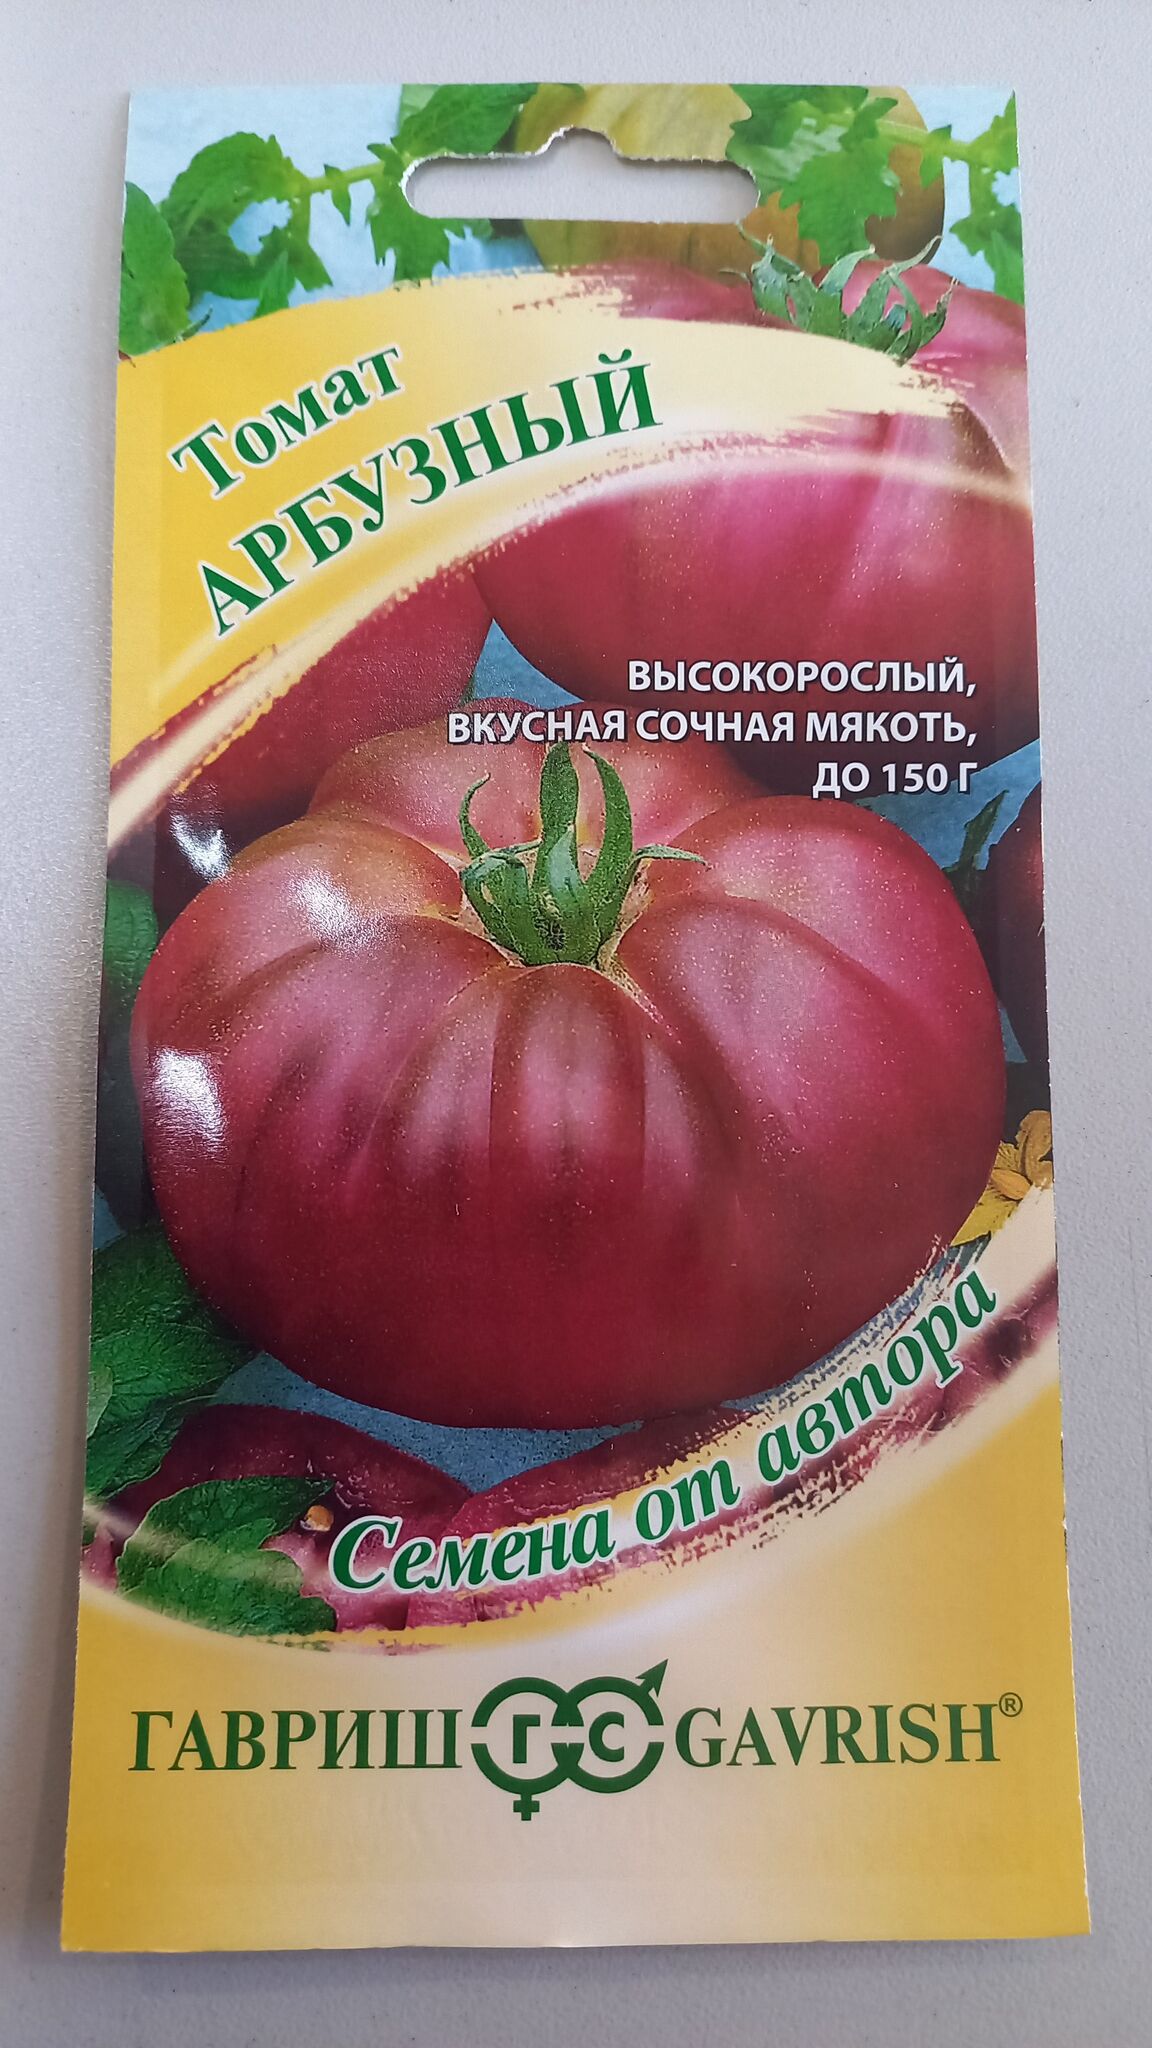 Томат
АРБУЗНЫЙ
ВЫСОКОРОСЛЫЙ,
ВКУСНАЯ СОЧНАЯ МЯКОТЬ,
ДО 150 Г
Семена от автора
ГАВРИШ ГС GAVRISH®